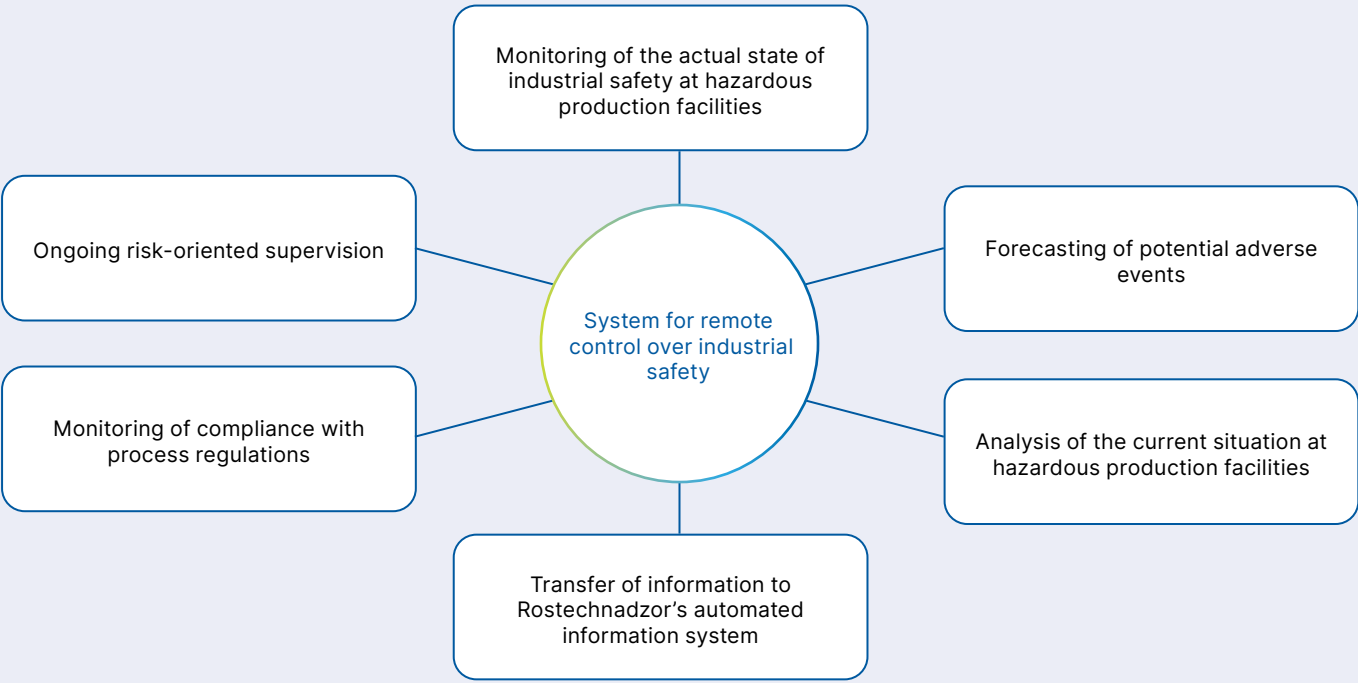 Monitoring of the actual state of
industrial safety at hazardous
production facilities
Ongoing risk-oriented supervision
Forecasting of potential adverse
events
System for remote
control over industrial
safety
Monitoring of compliance with
process regulations
Analysis of the current situation at
hazardous production facilities
Transfer of information to
Rostechnadzor’s automated
information system